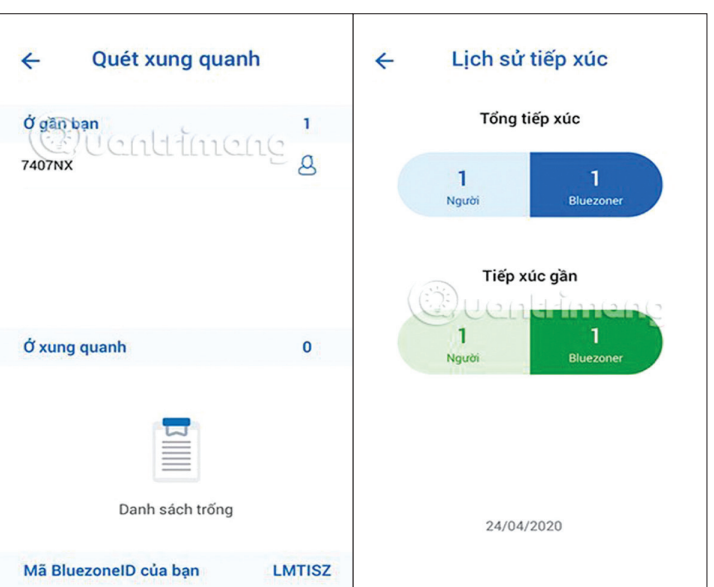 Quét xung quanh
Ở gần bạn 1
7407NX
Quantrimang
Ở xung quanh 0
Danh sách trống
Mã BluezoneID của bạn LMTISZ
Lịch sử tiếp xúc
Tổng tiếp xúc
1 1
Người Bluezoner
Tiếp xúc gần
Quantrimang
1 1
Người Bluezoner
24/04/2020